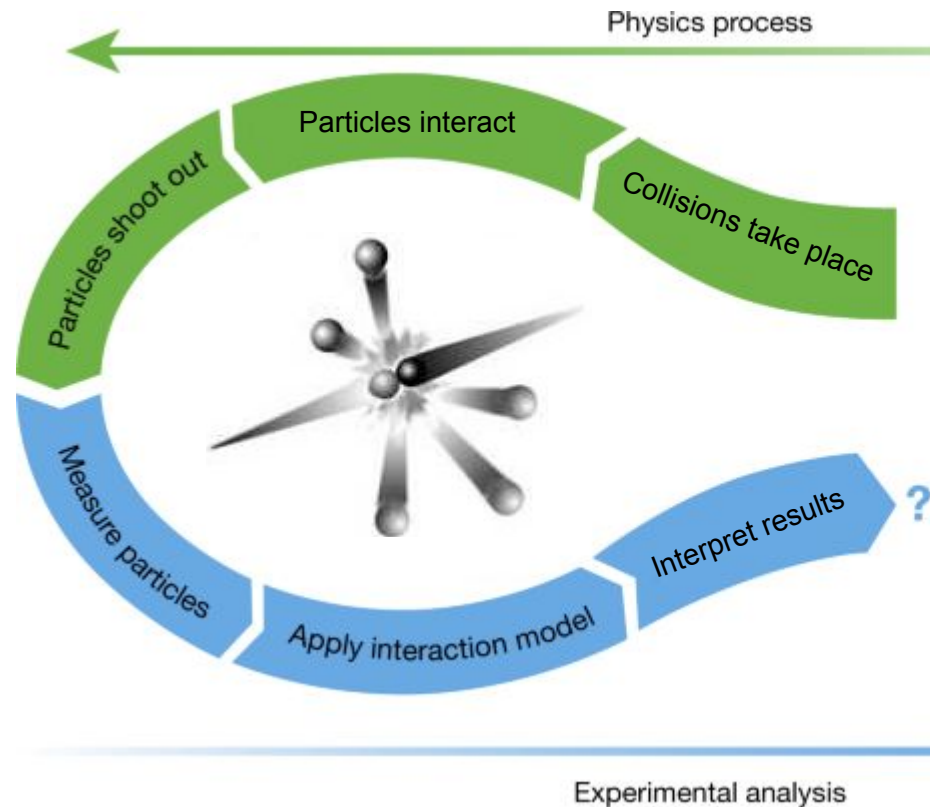 Physics process
Collisions take place
Particles interact
Particles shoot out
Measure particles
Apply interaction model
Interpret results
?
Experimental analysis